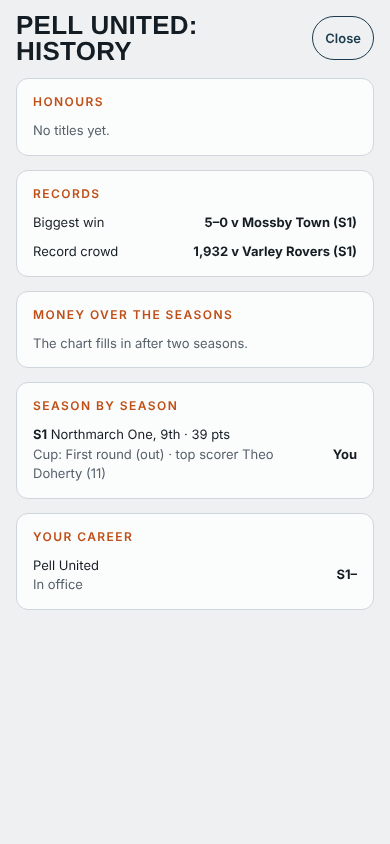 PELL UNITED:
HISTORY
Close
HONOURS
No titles yet.
RECORDS
Biggest win 5–0 v Mossby Town (S1)
Record crowd 1,932 v Varley Rovers (S1)
MONEY OVER THE SEASONS
The chart fills in after two seasons.
SEASON BY SEASON
S1 Northmarch One, 9th · 39 pts
Cup: First round (out) · top scorer Theo
Doherty (11)
You
YOUR CAREER
Pell United
In office
S1–